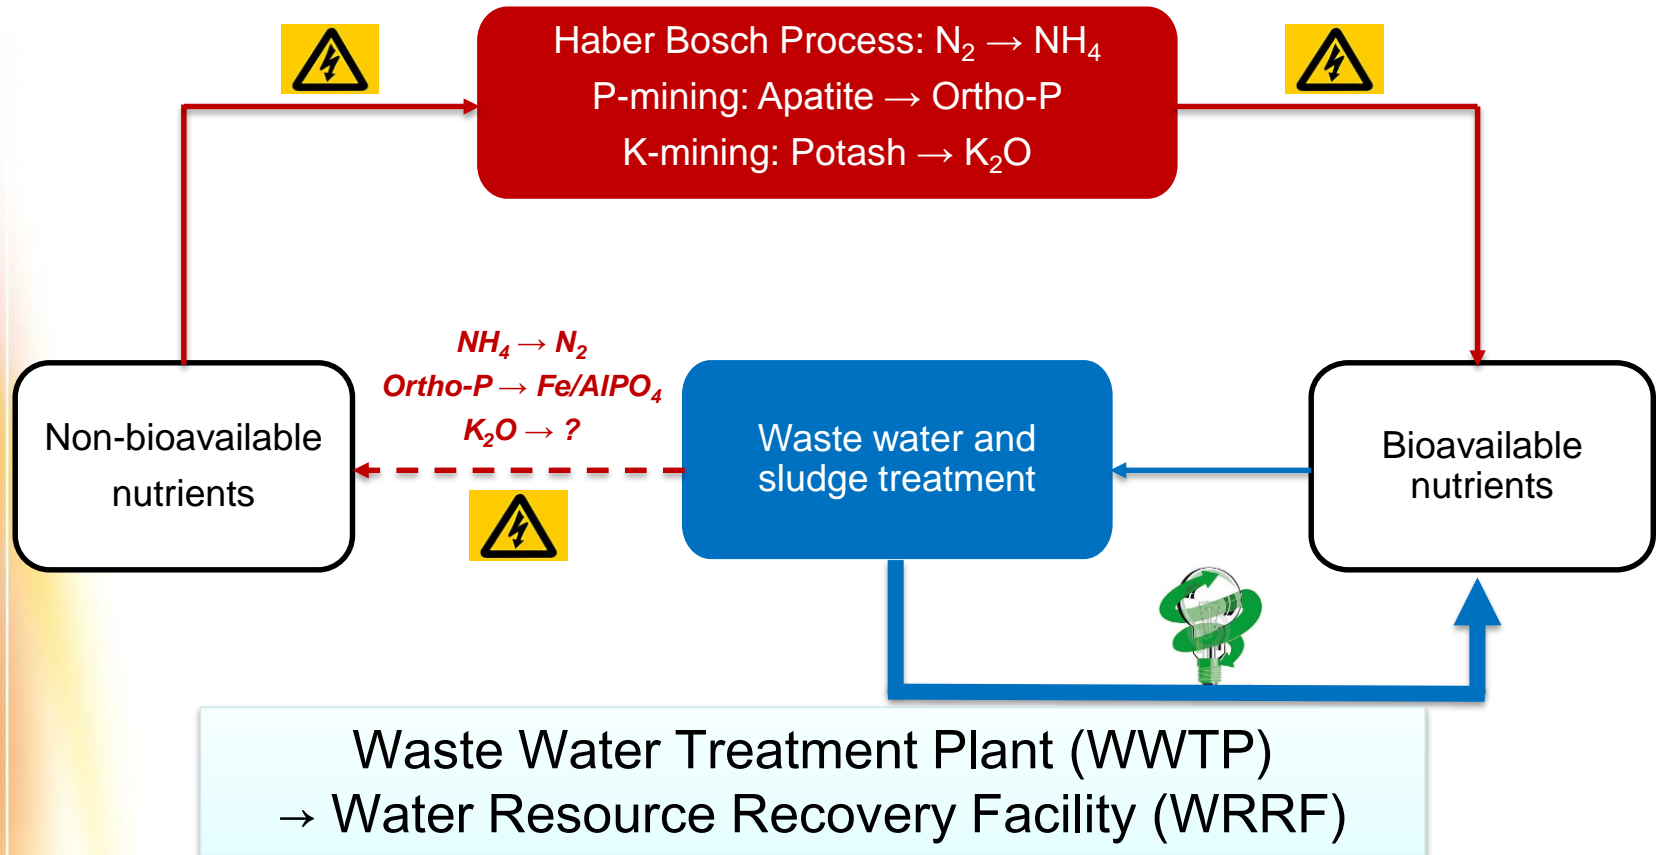 Haber Bosch Process: N₂ → NH₄
P-mining: Apatite → Ortho-P
K-mining: Potash → K₂O
NH₄ → N₂
Ortho-P → Fe/AlPO₄
K₂O → ?
Non-bioavailable
nutrients
Waste water and
sludge treatment
Bioavailable
nutrients
Waste Water Treatment Plant (WWTP)
→ Water Resource Recovery Facility (WRRF)